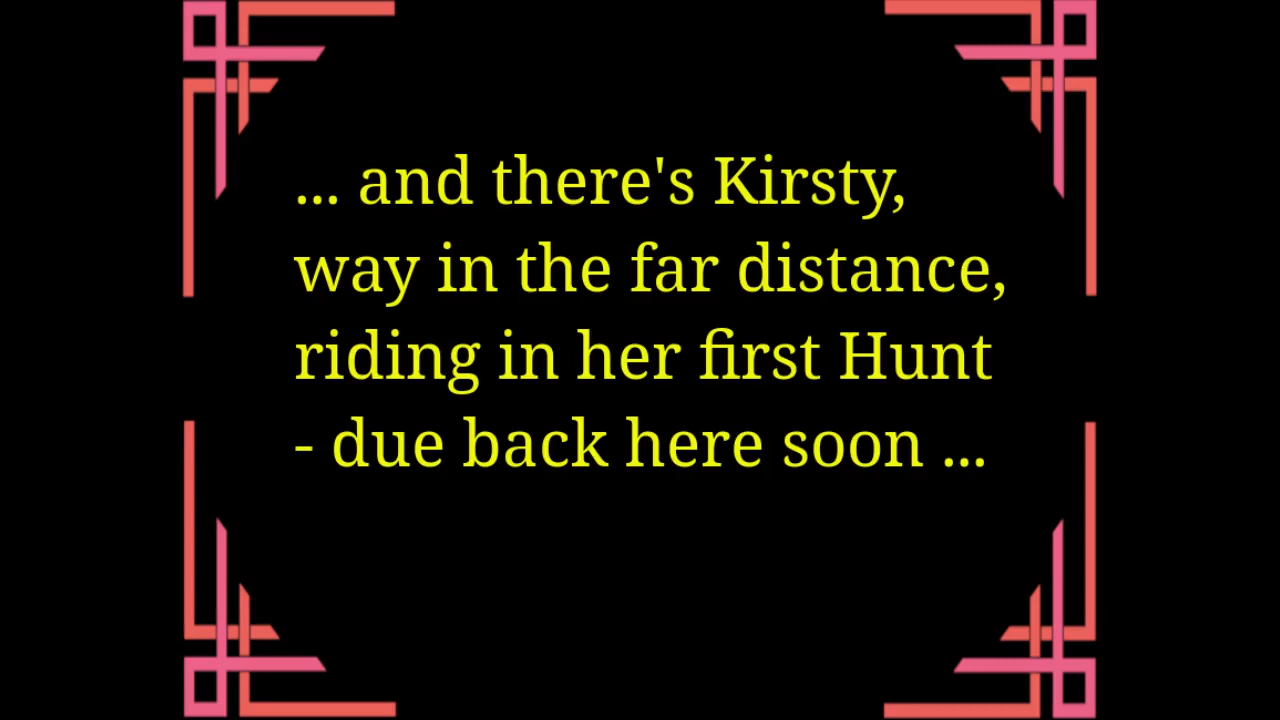 ... and there's Kirsty,
way in the far distance,
riding in her first Hunt
- due back here soon ...